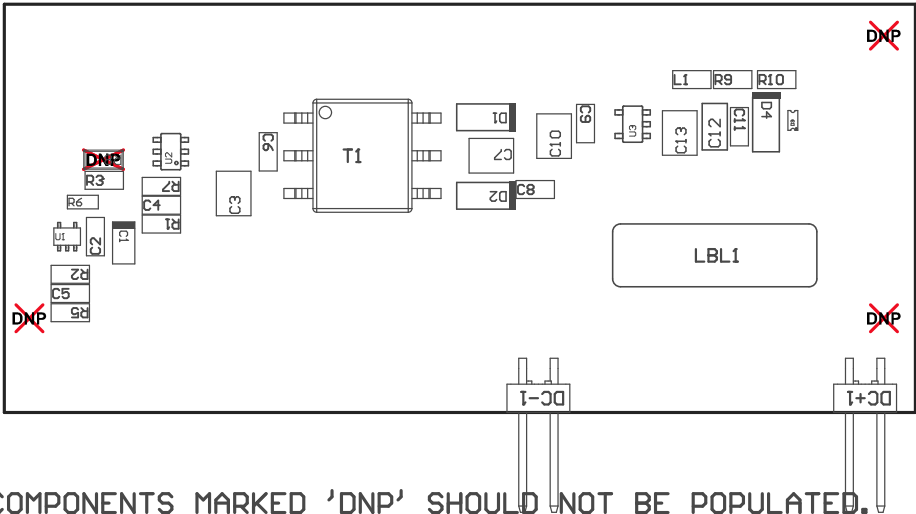 DNP
L1 R9 R10
D1 C9 U3 C13 C12 C11 D4
C6 T1 C7 C10
DNP U2
R3 R7 C3 D2 C8
R6 C4
U1 C2 C1 R1
LBL1
R2
C5
R5
DNP DNP
DC-1 DC+1
COMPONENTS MARKED 'DNP' SHOULD NOT BE POPULATED.